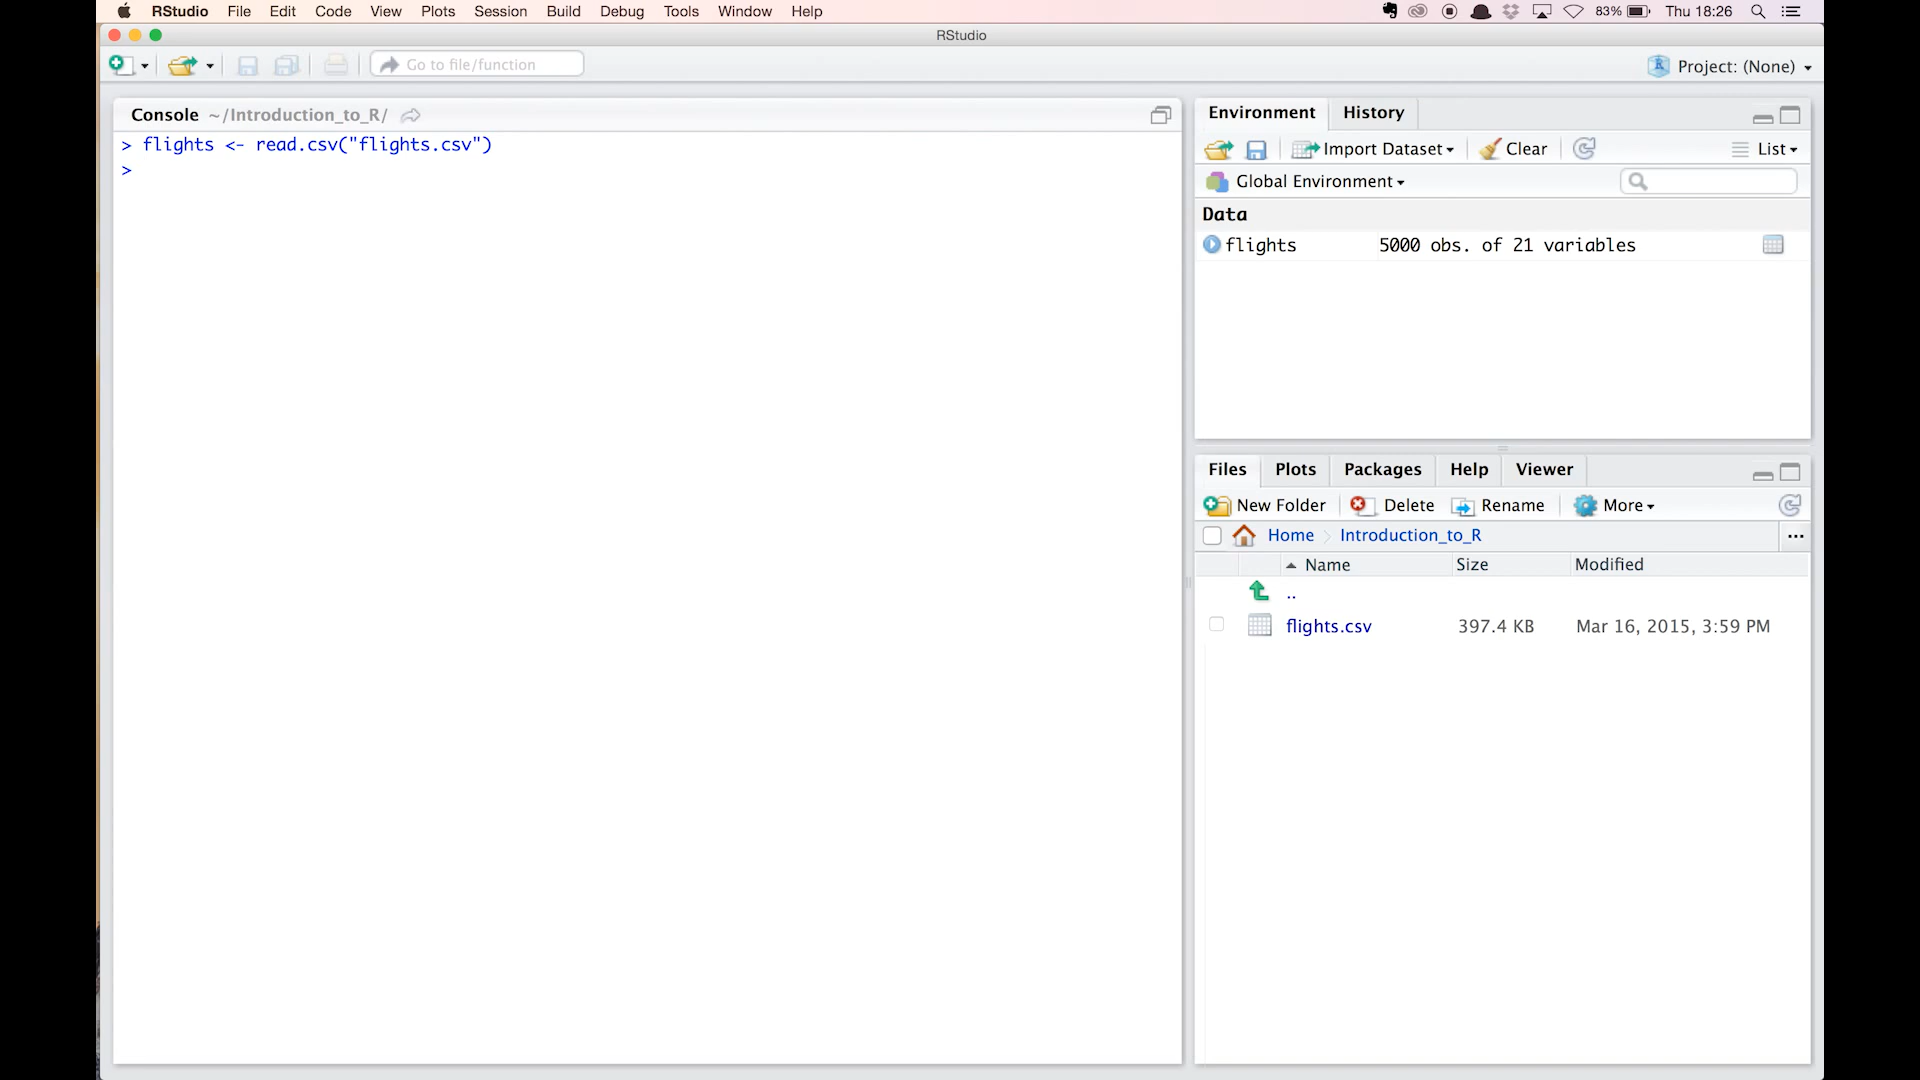 RStudio File Edit Code View Plots Session Build Debug Tools Window Help 83% Thu 18:26
RStudio
Go to file/function Project: (None)
Console ~/Introduction_to_R/
> flights <- read.csv("flights.csv")
>
Environment History
Import Dataset Clear List
Global Environment
Data
flights 5000 obs. of 21 variables
Files Plots Packages Help Viewer
New Folder Delete Rename More
Home Introduction_to_R ...
Name Size Modified
..
flights.csv 397.4 KB Mar 16, 2015, 3:59 PM